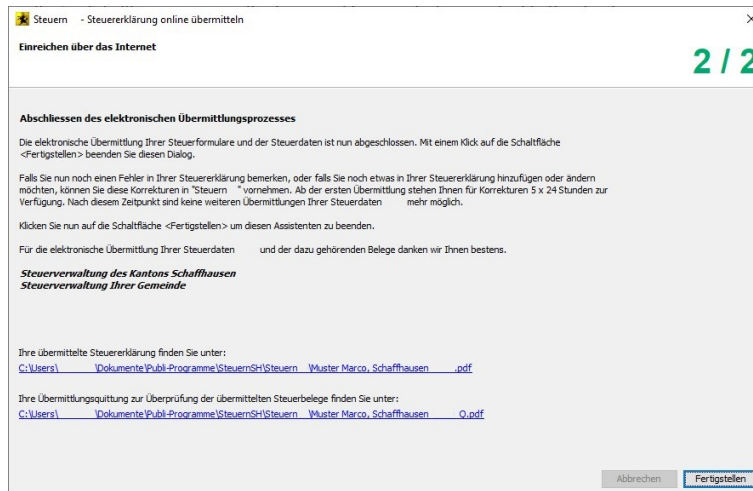 Steuern - Steuererklärung online übermitteln
Einreichen über das Internet
2 / 2
Abschliessen des elektronischen Übermittlungsprozesses
Die elektronische Übermittlung Ihrer Steuerformulare und der Steuerdaten ist nun abgeschlossen. Mit einem Klick auf die Schaltfläche
<Fertigstellen> beenden Sie diesen Dialog.
Falls Sie nun noch einen Fehler in Ihrer Steuererklärung bemerken, oder falls Sie noch etwas in Ihrer Steuererklärung hinzufügen oder ändern
möchten, können Sie diese Korrekturen in "Steuern " vornehmen. Ab der ersten Übermittlung stehen Ihnen für Korrekturen 5 x 24 Stunden zur
Verfügung. Nach diesem Zeitpunkt sind keine weiteren Übermittlungen Ihrer Steuerdaten mehr möglich.
Klicken Sie nun auf die Schaltfläche <Fertigstellen> um diesen Assistenten zu beenden.
Für die elektronische Übermittlung Ihrer Steuerdaten und der dazu gehörenden Belege danken wir Ihnen bestens.
Steuerverwaltung des Kantons Schaffhausen
Steuerverwaltung Ihrer Gemeinde
Ihre übermittelte Steuererklärung finden Sie unter:
C:\Users\ \Dokumente\Publi-Programme\SteuernSH\Steuern \Muster Marco, Schaffhausen .pdf
Ihre Übermittlungsquittung zur Überprüfung der übermittelten Steuerbelege finden Sie unter:
C:\Users\ \Dokumente\Publi-Programme\SteuernSH\Steuern \Muster Marco, Schaffhausen Q.pdf
Abbrechen Fertigstellen